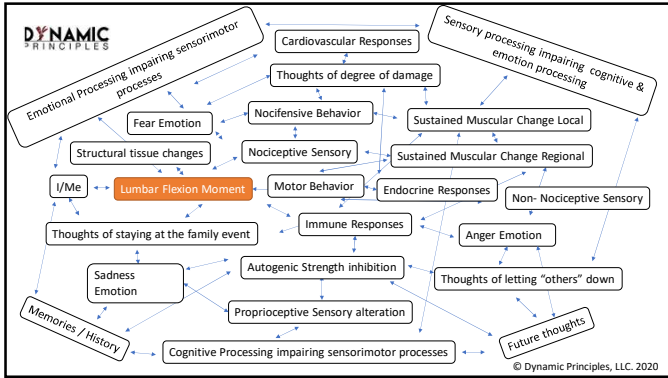 DYNAMIC
PRINCIPLES
Emotional Processing impairing sensorimotor
processes
Cardiovascular Responses
Sensory processing impairing cognitive &
emotion processing
Thoughts of degree of damage
Fear Emotion
Nocifensive Behavior
Sustained Muscular Change Local
Structural tissue changes
Nociceptive Sensory
Sustained Muscular Change Regional
I/Me
Lumbar Flexion Moment
Motor Behavior
Endocrine Responses
Non- Nociceptive Sensory
Thoughts of staying at the family event
Immune Responses
Anger Emotion
Sadness
Emotion
Autogenic Strength inhibition
Thoughts of letting “others” down
Memories / History
Proprioceptive Sensory alteration
Future thoughts
Cognitive Processing impairing sensorimotor processes
© Dynamic Principles, LLC. 2020